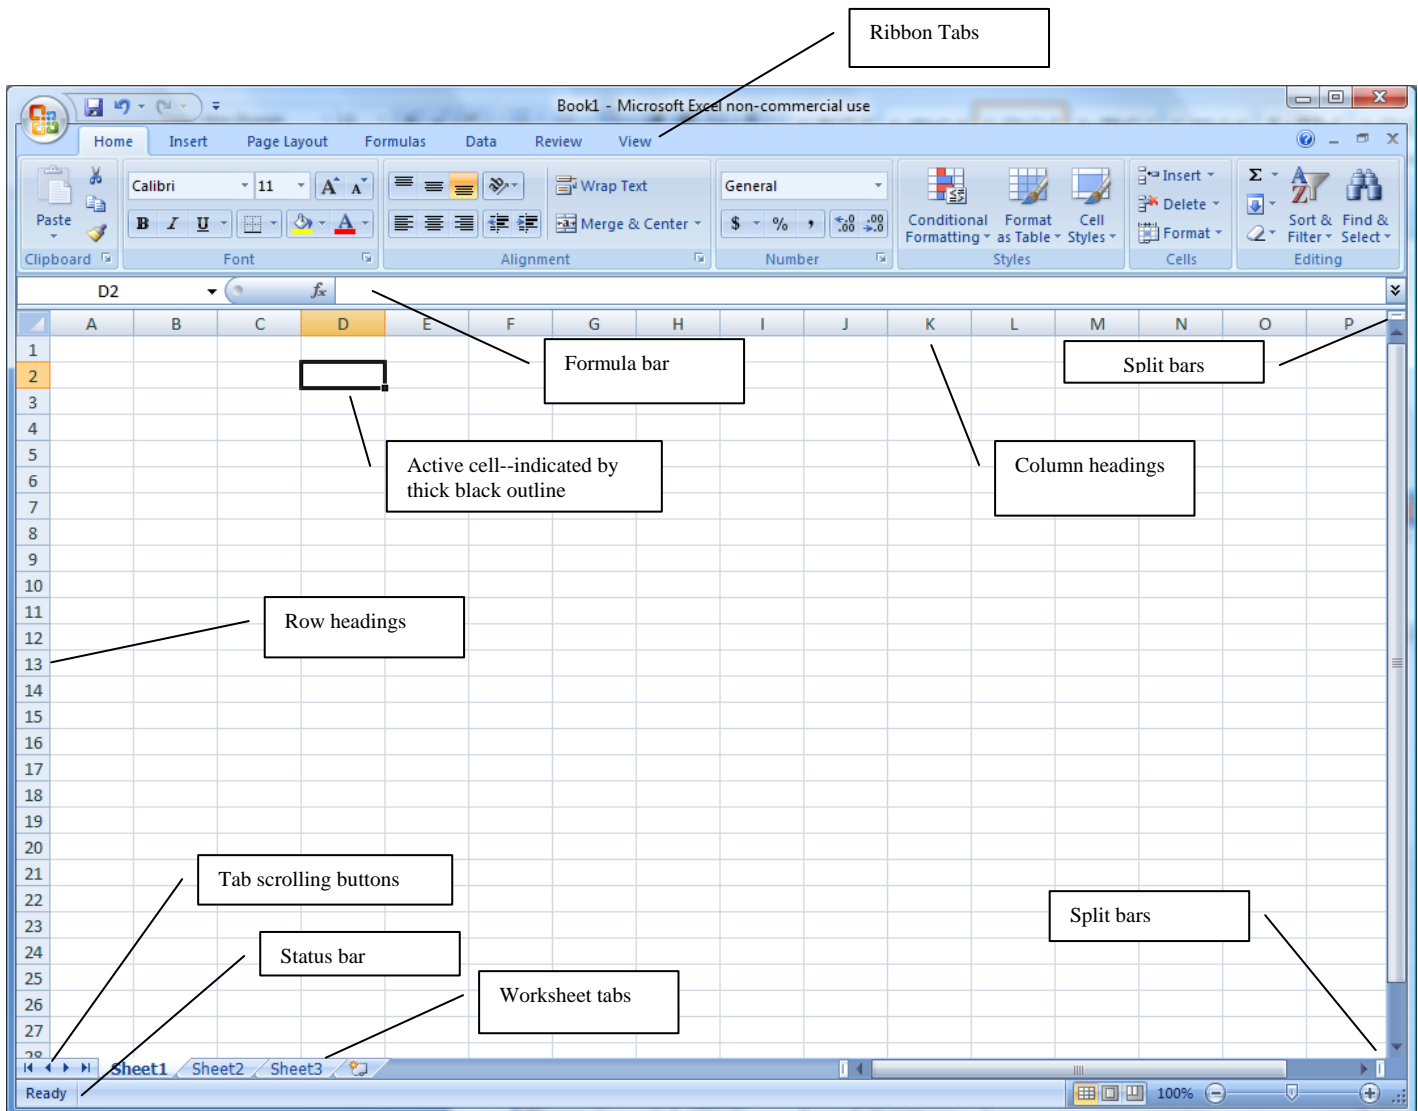 Ribbon Tabs
Book1 - Microsoft Excel non-commercial use
Home Insert Page Layout Formulas Data Review View
Calibri 11 A A Wrap Text General Insert Σ A Z
Paste Delete
B I U A Merge & Center $ % , .0 .00 .00 .0 Conditional Formatting Format as Table Cell Styles Format Sort & Filter Find & Select
Clipboard Font Alignment Number Styles Cells Editing
D2 fx
A B C D E F G H I J K L M N O P
1
Formula bar
Split bars
2
3
4
5
Active cell--indicated by
thick black outline
Column headings
6
7
8
9
10
11
Row headings
12
13
14
15
16
17
18
19
20
21
Tab scrolling buttons
22
23
Split bars
24
Status bar
25
26
Worksheet tabs
27
28
Sheet1 Sheet2 Sheet3
Ready 100%